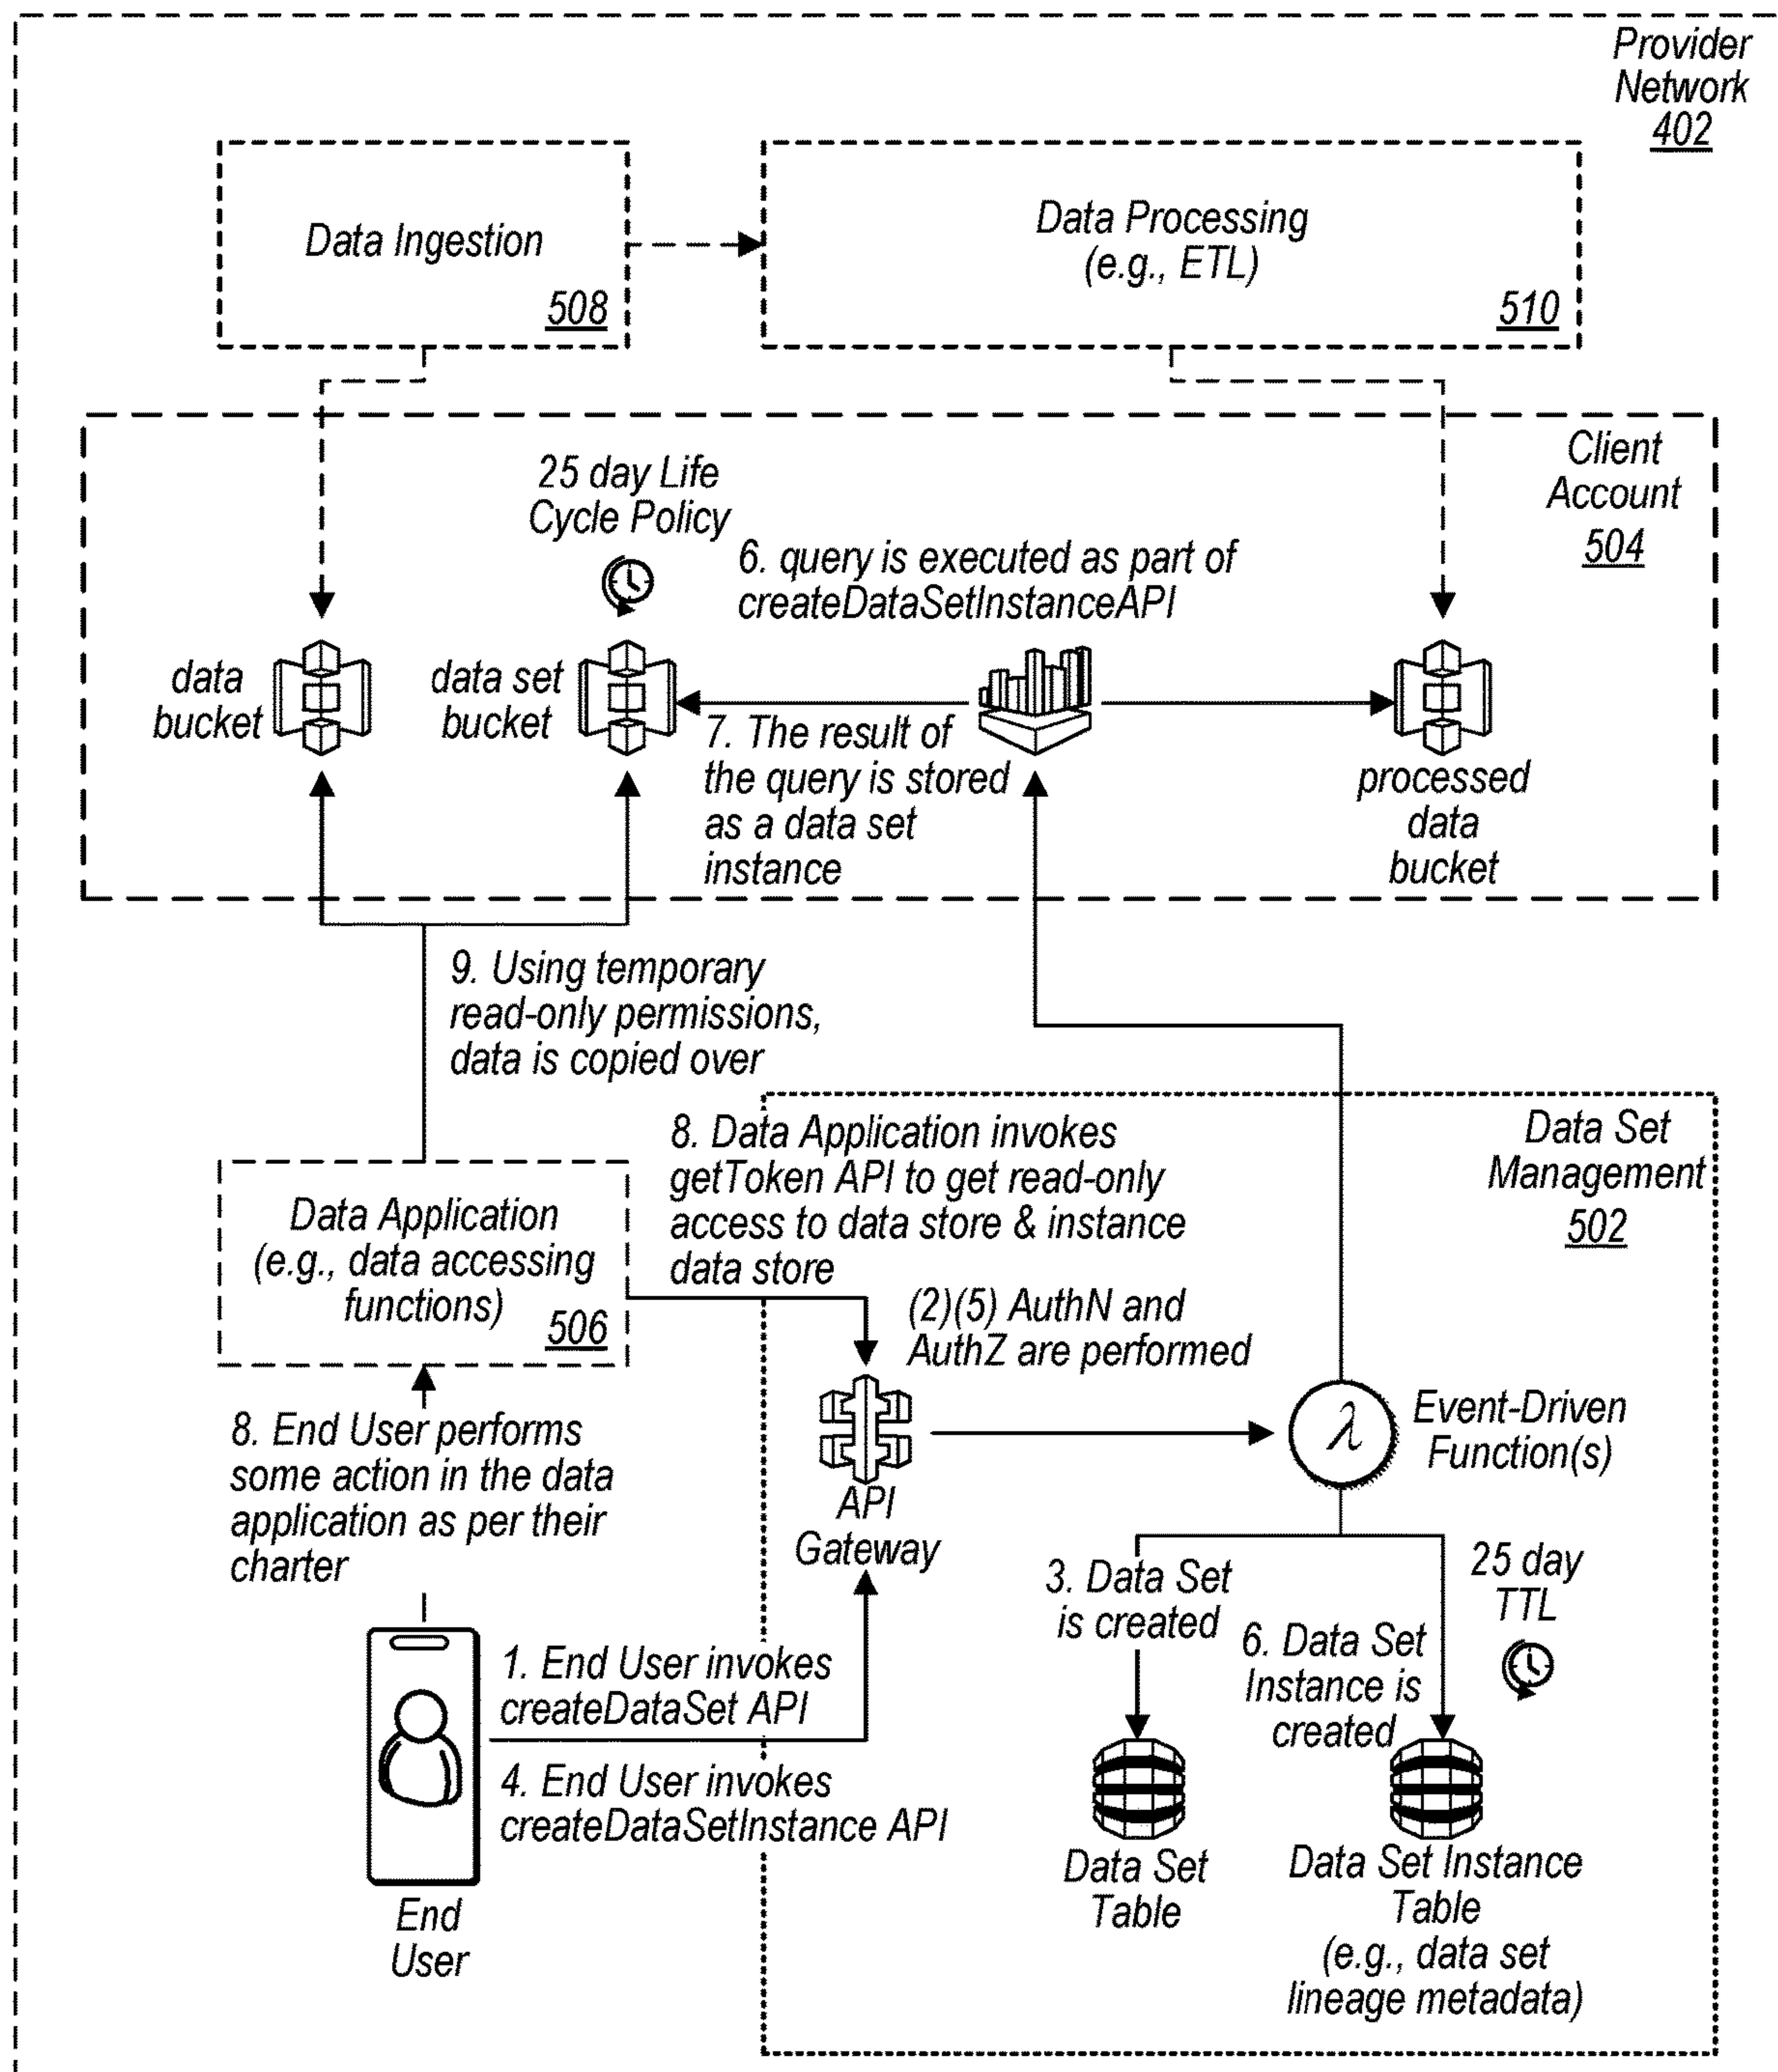 Provider
Network
402
Data Ingestion
508
Data Processing
(e.g., ETL)
510
Client
Account
504
25 day Life
Cycle Policy
6. query is executed as part of
createDataSetInstanceAPI
data
bucket
data set
bucket
7. The result of
the query is stored
as a data set
instance
processed
data
bucket
9. Using temporary
read-only permissions,
data is copied over
Data Set
Management
502
8. Data Application invokes
getToken API to get read-only
access to data store & instance
data store
Data Application
(e.g., data accessing
functions)
506
(2)(5) AuthN and
AuthZ are performed
λ
Event-Driven
Function(s)
8. End User performs
some action in the data
application as per their
charter
API
Gateway
3. Data Set
is created
25 day
TTL
6. Data Set
Instance is
created
1. End User invokes
createDataSet API
4. End User invokes
createDataSetInstance API
End
User
Data Set
Table
Data Set Instance
Table
(e.g., data set
lineage metadata)